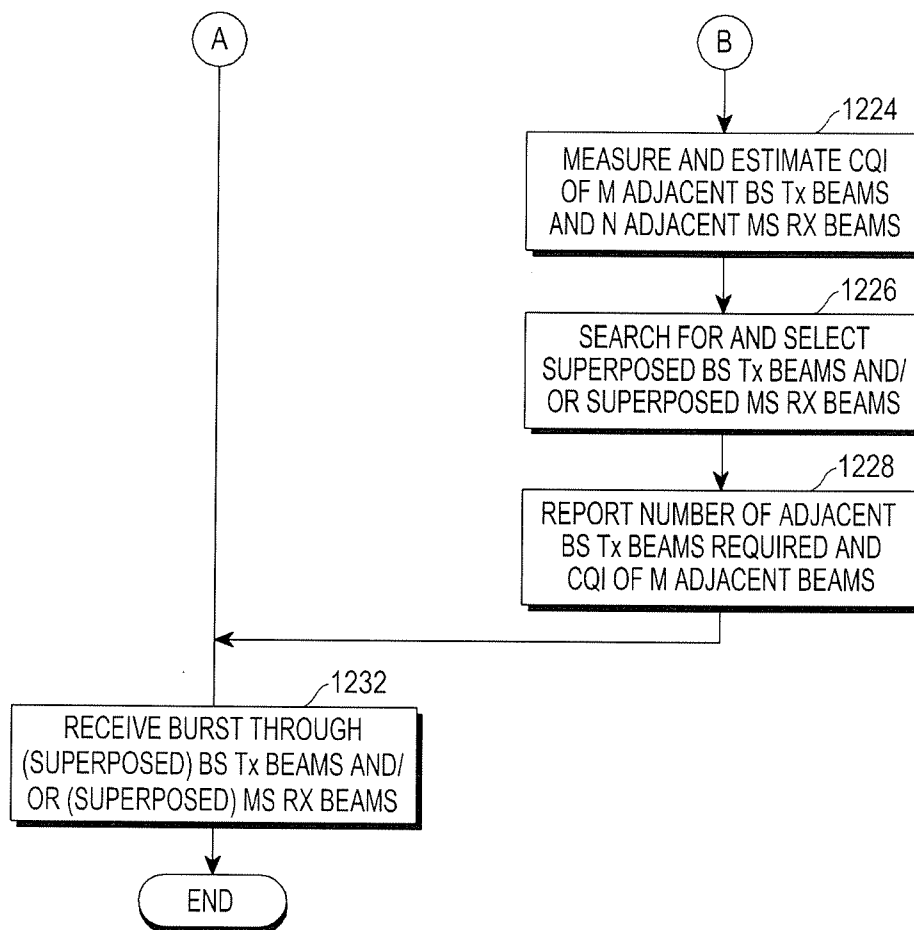 A
B
1224
MEASURE AND ESTIMATE CQI
OF M ADJACENT BS Tx BEAMS
AND N ADJACENT MS RX BEAMS
1226
SEARCH FOR AND SELECT
SUPERPOSED BS Tx BEAMS AND/
OR SUPERPOSED MS RX BEAMS
1228
REPORT NUMBER OF ADJACENT
BS Tx BEAMS REQUIRED AND
CQI OF M ADJACENT BEAMS
1232
RECEIVE BURST THROUGH
(SUPERPOSED) BS Tx BEAMS AND/
OR (SUPERPOSED) MS RX BEAMS
END